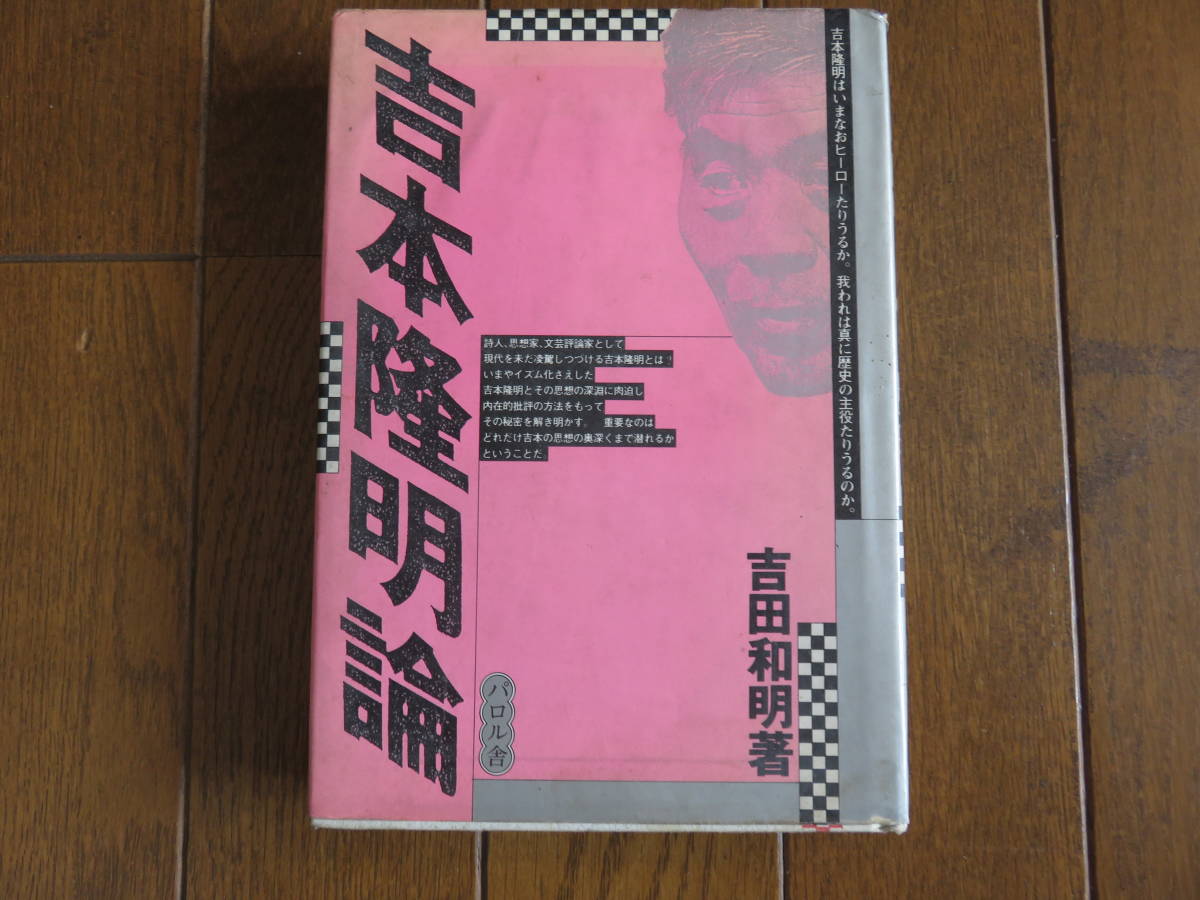 吉本隆明はいまなおヒーローたりうるか。我われは真に歴史の主役たりうるのか。
吉本隆明論
詩人、思想家、文芸評論家として
現代を未だ凌駕しつづける吉本隆明とは?
いまやイズム化さえした
吉本隆明とその思想の深淵に肉迫し
内在的批評の方法をもって
その秘密を解き明かす。 重要なのは
どれだけ吉本の思想の奥深くまで潜れるか
ということだ
吉田和明著
パロル舎